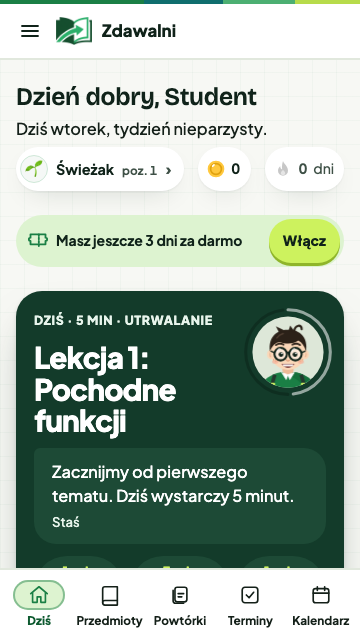 Zdawalni
Dzień dobry, Student
Dziś wtorek, tydzień nieparzysty.
Świeżak poz. 1 ›
0
0 dni
Masz jeszcze 3 dni za darmo
Włącz
DZIŚ · 5 MIN · UTRWALANIE
Lekcja 1:
Pochodne
funkcji
Zacznijmy od pierwszego
tematu. Dziś wystarczy 5 minut.
Staś
Dziś
Przedmioty
Powtórki
Terminy
Kalendarz